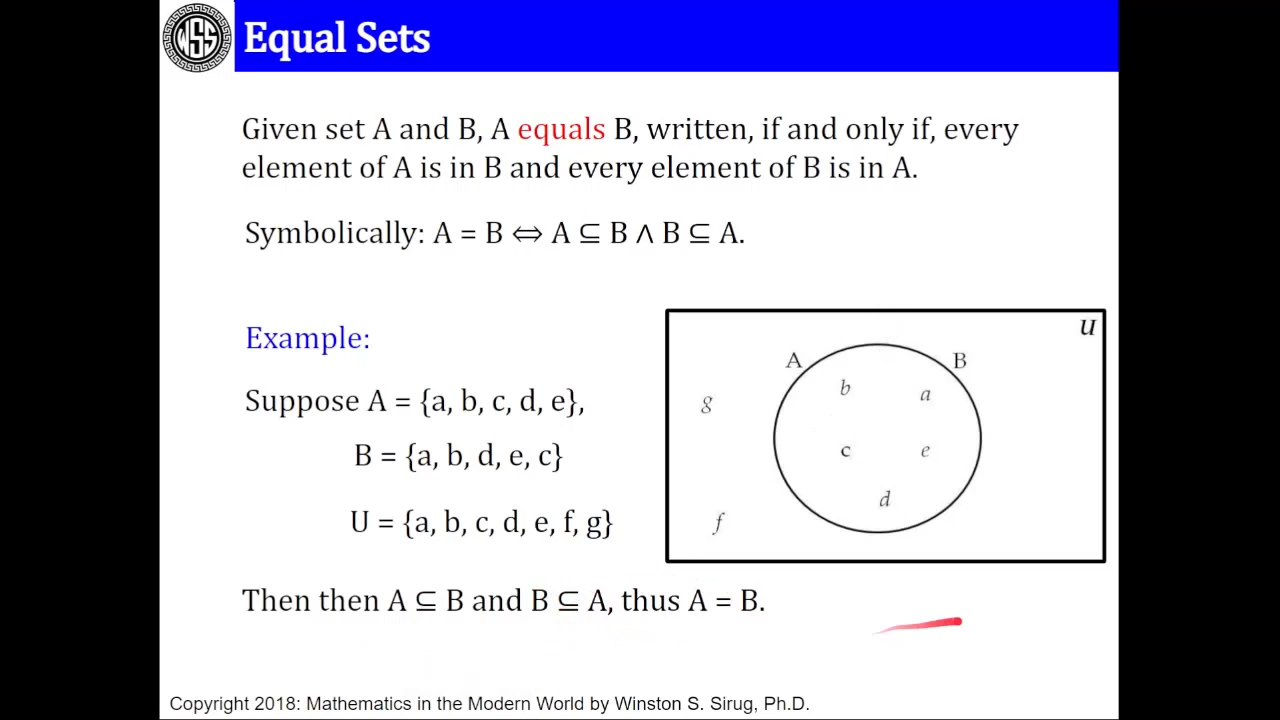 WSS
Equal Sets
Given set A and B, A equals B, written, if and only if, every
element of A is in B and every element of B is in A.
Symbolically: A = B ⇔ A ⊆ B ∧ B ⊆ A.
Example:
Suppose A = {a, b, c, d, e},
B = {a, b, d, e, c}
U = {a, b, c, d, e, f, g}
u
A B
b a
g
c e
d
f
Then then A ⊆ B and B ⊆ A, thus A = B.
Copyright 2018: Mathematics in the Modern World by Winston S. Sirug, Ph.D.